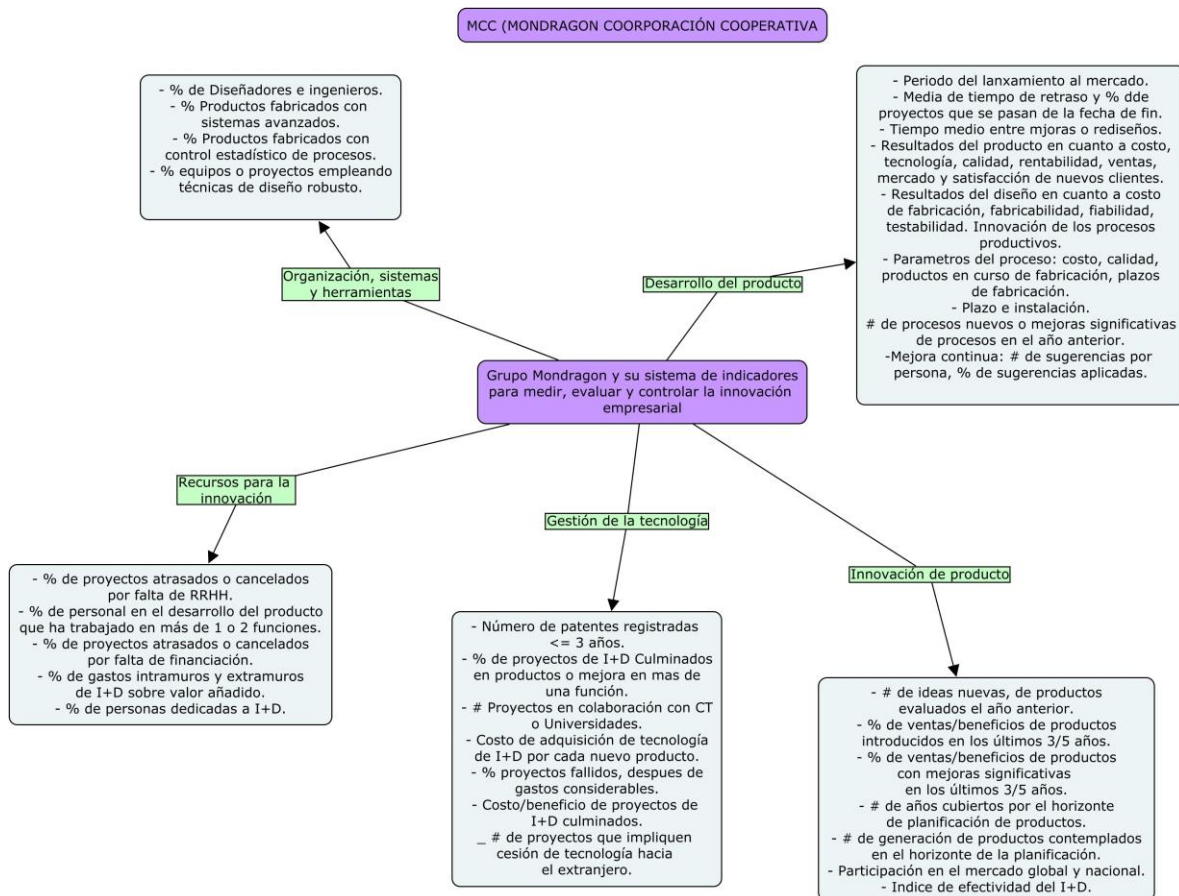 MCC (MONDRAGON COORPORACIÓN COOPERATIVA
- % de Diseñadores e ingenieros.
- % Productos fabricados con
sistemas avanzados.
- % Productos fabricados con
control estadístico de procesos.
- % equipos o proyectos empleando
técnicas de diseño robusto.
- Periodo del lanxamiento al mercado.
- Media de tiempo de retraso y % dde
proyectos que se pasan de la fecha de fin.
- Tiempo medio entre mjoras o rediseños.
- Resultados del producto en cuanto a costo,
tecnología, calidad, rentabilidad, ventas,
mercado y satisfacción de nuevos clientes.
- Resultados del diseño en cuanto a costo
de fabricación, fabricabilidad, fiabilidad,
testabilidad. Innovación de los procesos
productivos.
- Parametros del proceso: costo, calidad,
productos en curso de fabricación, plazos
de fabricación.
- Plazo e instalación.
# de procesos nuevos o mejoras significativas
de procesos en el año anterior.
-Mejora continua: # de sugerencias por
persona, % de sugerencias aplicadas.
Organización, sistemas
y herramientas
Desarrollo del producto
Grupo Mondragon y su sistema de indicadores
para medir, evaluar y controlar la innovación
empresarial
Recursos para la
innovación
Gestión de la tecnología
Innovación de producto
- % de proyectos atrasados o cancelados
por falta de RRHH.
- % de personal en el desarrollo del producto
que ha trabajado en más de 1 o 2 funciones.
- % de proyectos atrasados o cancelados
por falta de financiación.
- % de gastos intramuros y extramuros
de I+D sobre valor añadido.
- % de personas dedicadas a I+D.
- Número de patentes registradas
<= 3 años.
- % de proyectos de I+D Culminados
en productos o mejora en mas de
una función.
- # Proyectos en colaboración con CT
o Universidades.
- Costo de adquisición de tecnología
de I+D por cada nuevo producto.
- % proyectos fallidos, despues de
gastos considerables.
- Costo/beneficio de proyectos de
I+D culminados.
_ # de proyectos que impliquen
cesión de tecnología hacia
el extranjero.
- # de ideas nuevas, de productos
evaluados el año anterior.
- % de ventas/beneficios de productos
introducidos en los últimos 3/5 años.
- % de ventas/beneficios de productos
con mejoras significativas
en los últimos 3/5 años.
- # de años cubiertos por el horizonte
de planificación de productos.
- # de generación de productos contemplados
en el horizonte de la planificación.
- Participación en el mercado global y nacional.
- Indice de efectividad del I+D.